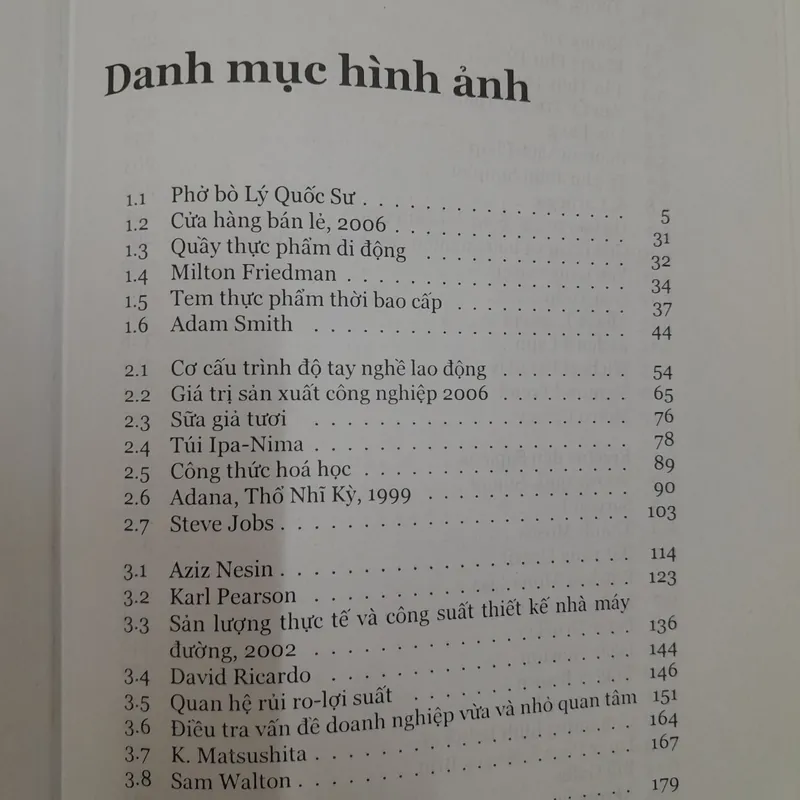 Danh mục hình ảnh
1.1 Phở bò Lý Quốc Sư . . . . . . . . . . . . . . . . . . 5
1.2 Cửa hàng bán lẻ, 2006 . . . . . . . . . . . . . . . . 31
1.3 Quầy thực phẩm di động . . . . . . . . . . . . . . 32
1.4 Milton Friedman . . . . . . . . . . . . . . . . . . . 34
1.5 Tem thực phẩm thời bao cấp . . . . . . . . . . . . 37
1.6 Adam Smith . . . . . . . . . . . . . . . . . . . . . 44
2.1 Cơ cấu trình độ tay nghề lao động . . . . . . . . . 54
2.2 Giá trị sản xuất công nghiệp 2006 . . . . . . . . . 65
2.3 Sữa giả tươi . . . . . . . . . . . . . . . . . . . . . 76
2.4 Túi Ipa-Nima . . . . . . . . . . . . . . . . . . . . . 78
2.5 Công thức hoá học . . . . . . . . . . . . . . . . . . 89
2.6 Adana, Thổ Nhĩ Kỳ, 1999 . . . . . . . . . . . . . . 90
2.7 Steve Jobs . . . . . . . . . . . . . . . . . . . . . . . 103
3.1 Aziz Nesin . . . . . . . . . . . . . . . . . . . . . . . 114
3.2 Karl Pearson . . . . . . . . . . . . . . . . . . . . . 123
3.3 Sản lượng thực tế và công suất thiết kế nhà máy
đường, 2002 . . . . . . . . . . . . . . . . . . . . . 136
3.4 David Ricardo . . . . . . . . . . . . . . . . . . . . 144
3.5 Quan hệ rủi ro-lợi suất . . . . . . . . . . . . . . . 146
3.6 Điều tra vấn đề doanh nghiệp vừa và nhỏ quan tâm 151
3.7 K. Matsushita . . . . . . . . . . . . . . . . . . . . 164
3.8 Sam Walton . . . . . . . . . . . . . . . . . . . . . 167
179